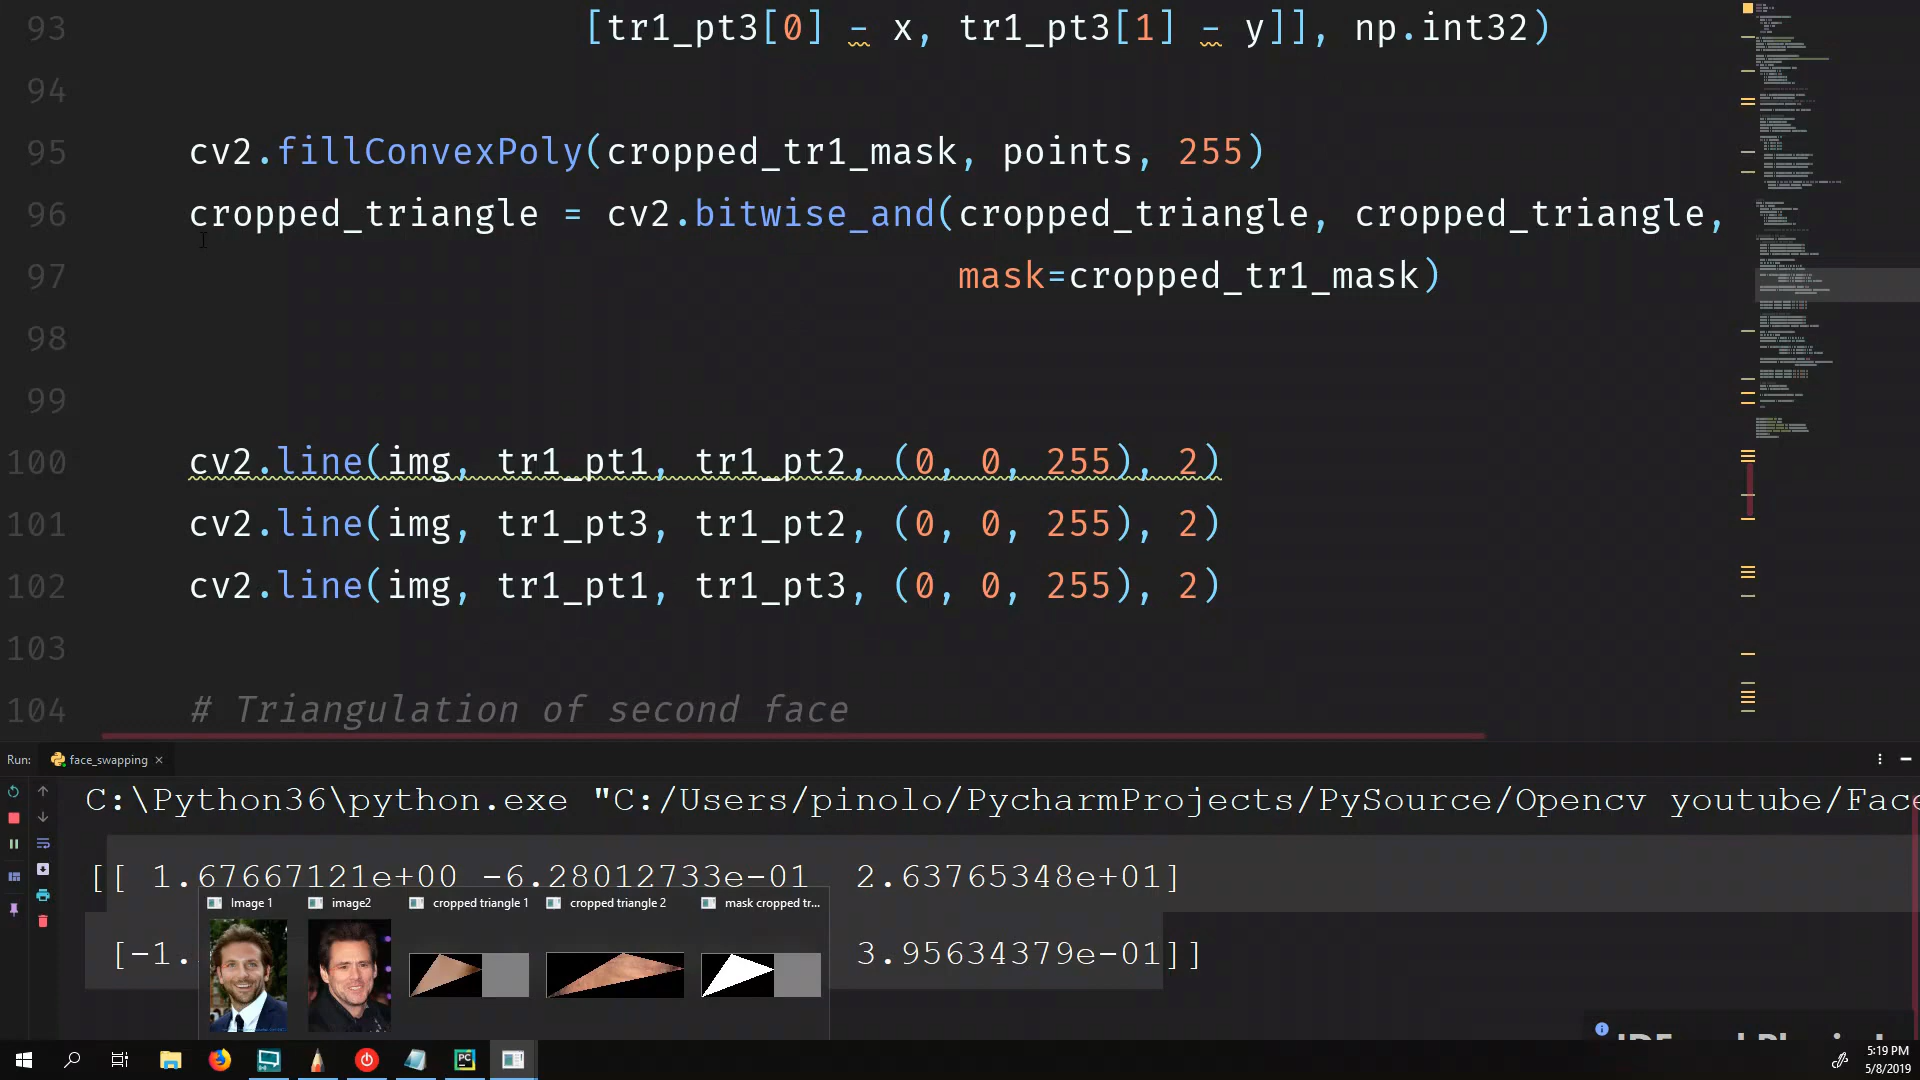 93 [tr1_pt3[0] - x, tr1_pt3[1] - y]], np.int32)
94
95 cv2.fillConvexPoly(cropped_tr1_mask, points, 255)
96 cropped_triangle = cv2.bitwise_and(cropped_triangle, cropped_triangle,
97 mask=cropped_tr1_mask)
98
99
100 cv2.line(img, tr1_pt1, tr1_pt2, (0, 0, 255), 2)
101 cv2.line(img, tr1_pt3, tr1_pt2, (0, 0, 255), 2)
102 cv2.line(img, tr1_pt1, tr1_pt3, (0, 0, 255), 2)
103
104 # Triangulation of second face
Run: face_swapping ×
C:\Python36\python.exe "C:/Users/pinolo/PycharmProjects/PySource/Opencv youtube/Face
[[ 1.67667121e+00 -6.28012733e-01 2.63765348e+01]
[-1. 3.95634379e-01]]
Image 1 image2 cropped triangle 1 cropped triangle 2 mask cropped tr...
PC
5:19 PM
5/8/2019